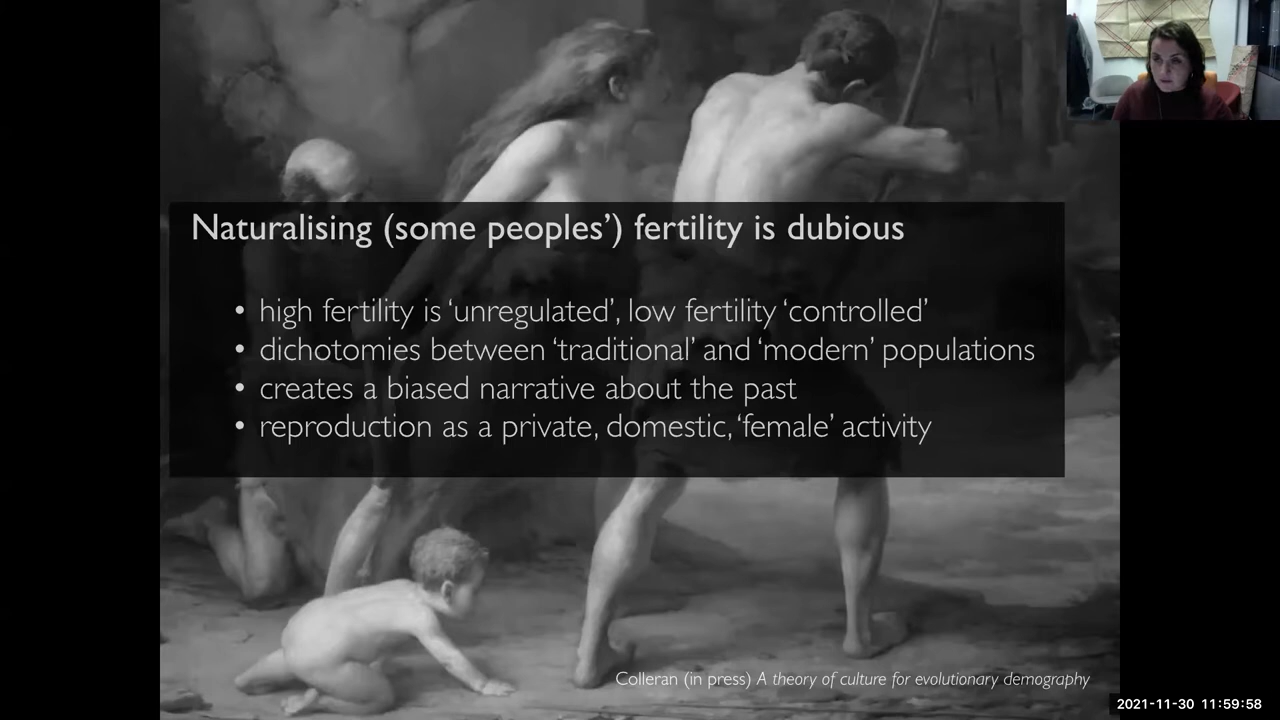 Naturalising (some peoples’) fertility is dubious
• high fertility is ‘unregulated’, low fertility ‘controlled’
• dichotomies between ‘traditional’ and ‘modern’ populations
• creates a biased narrative about the past
• reproduction as a private, domestic, ‘female’ activity
Colleran (in press) A theory of culture for evolutionary demography
2021-11-30 11:59:58